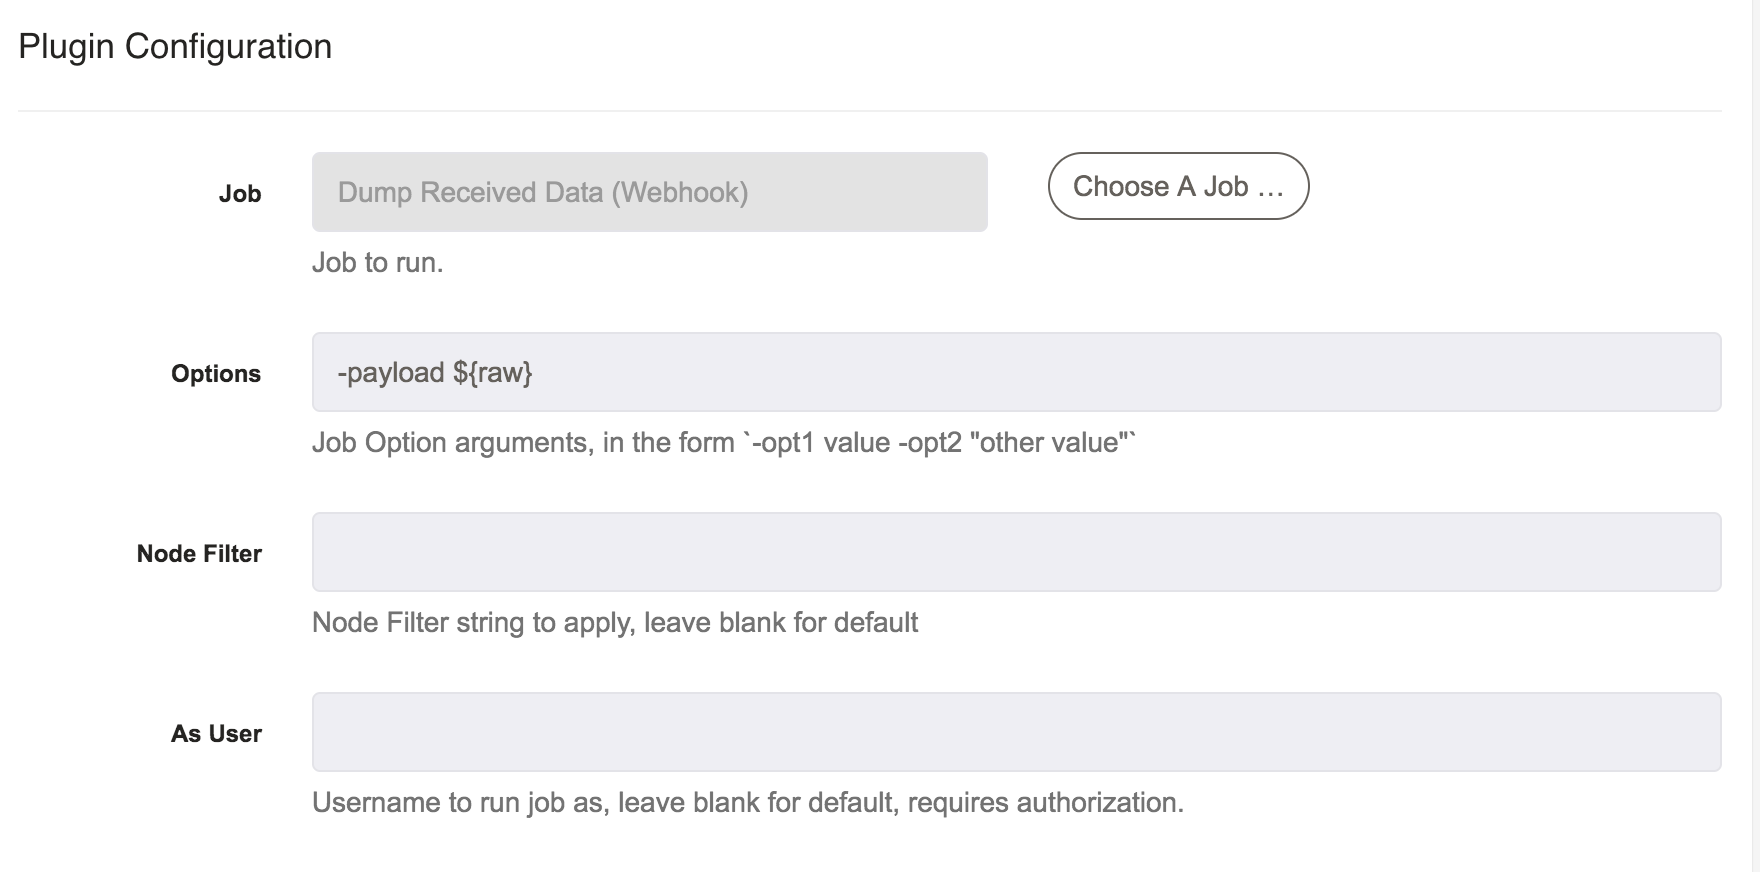 Plugin Configuration
Job
Dump Received Data (Webhook)
Choose A Job ...
Job to run.
Options
-payload ${raw}
Job Option arguments, in the form `-opt1 value -opt2 "other value"`
Node Filter
Node Filter string to apply, leave blank for default
As User
Username to run job as, leave blank for default, requires authorization.